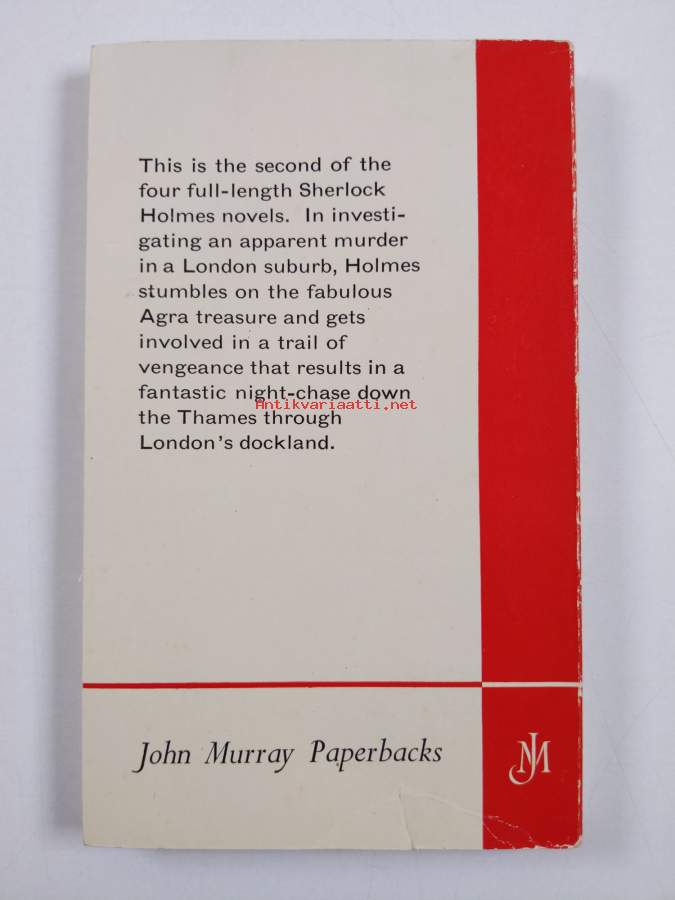 This is the second of the
four full-length Sherlock
Holmes novels. In investi-
gating an apparent murder
in a London suburb, Holmes
stumbles on the fabulous
Agra treasure and gets
involved in a trail of
vengeance that results in a
fantastic night-chase down
Antikvariaatti.net
the Thames through
London's dockland.
John Murray Paperbacks
JM